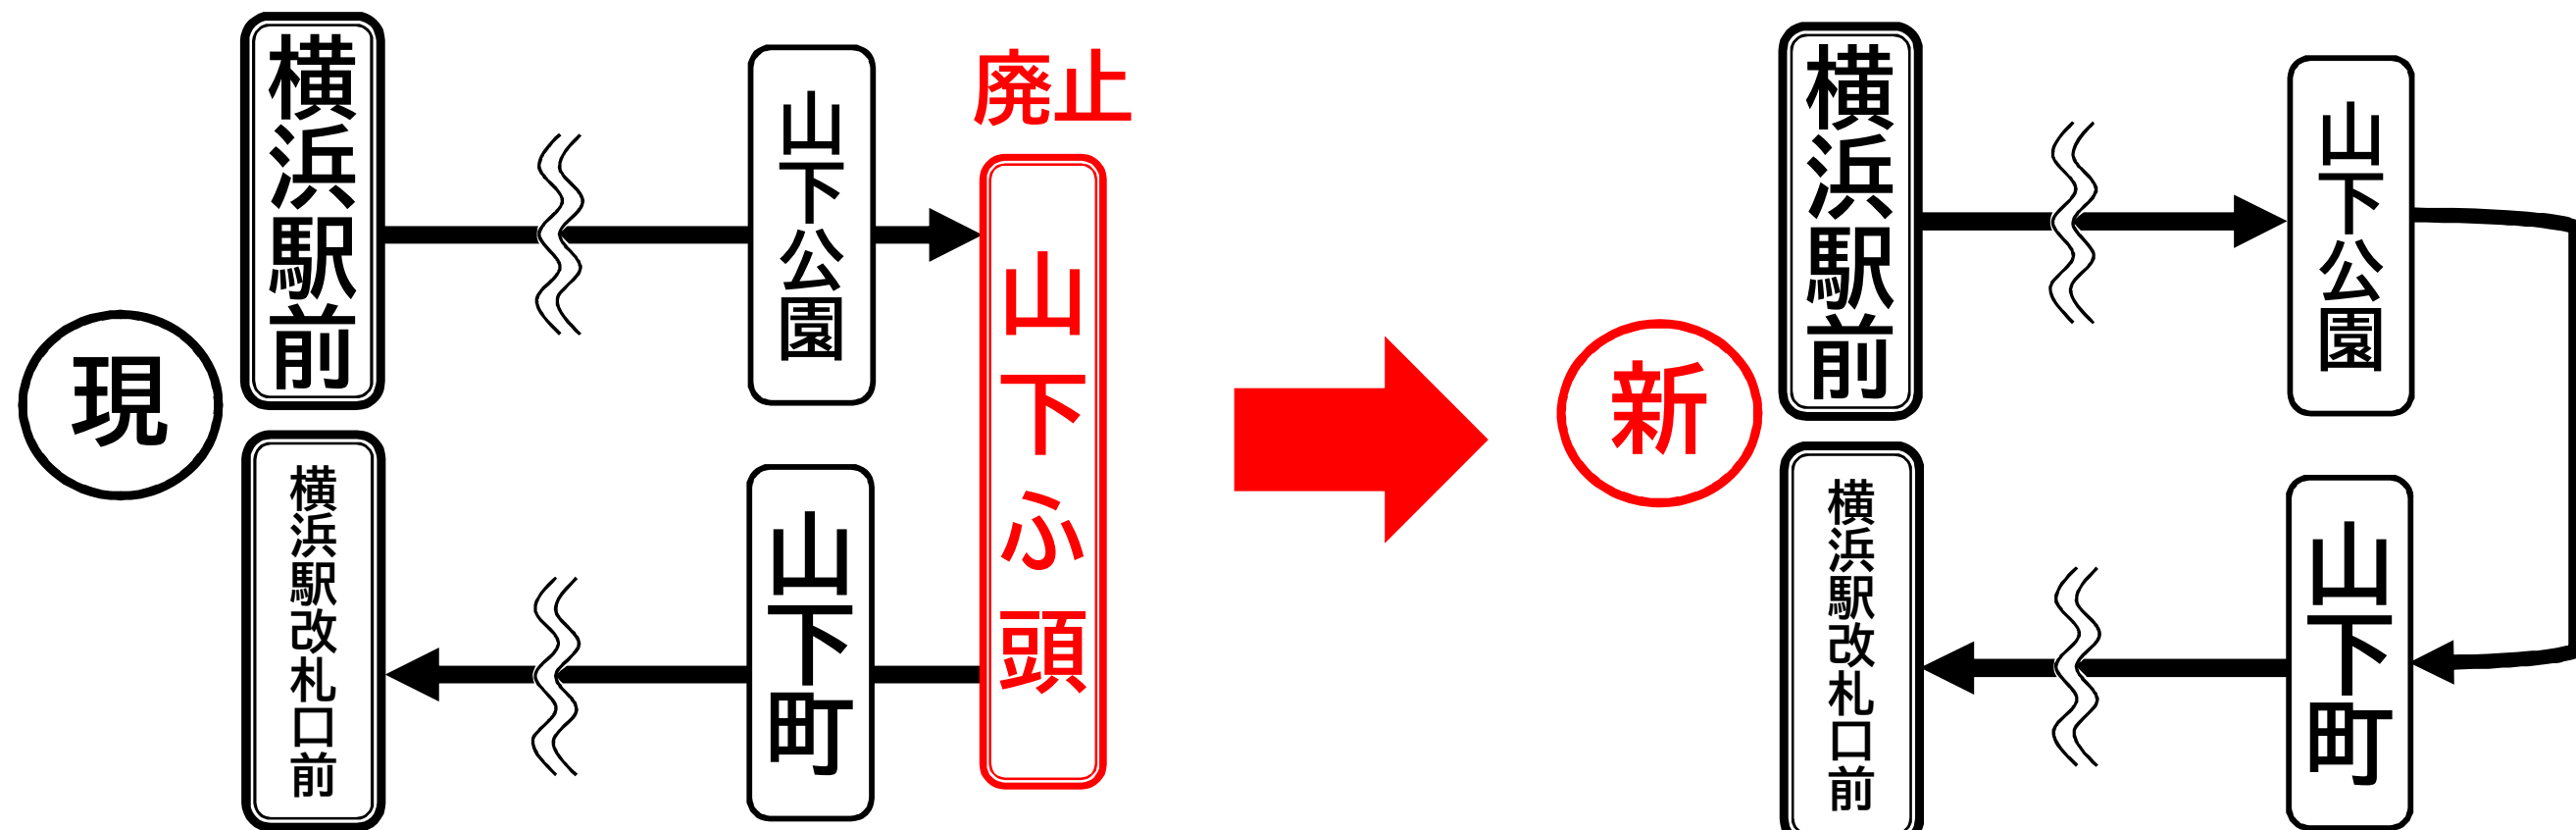 現
横浜駅前
山下公園
廃止
山下ふ頭
横浜駅改札口前
山下町
新
横浜駅前
山下公園
横浜駅改札口前
山下町